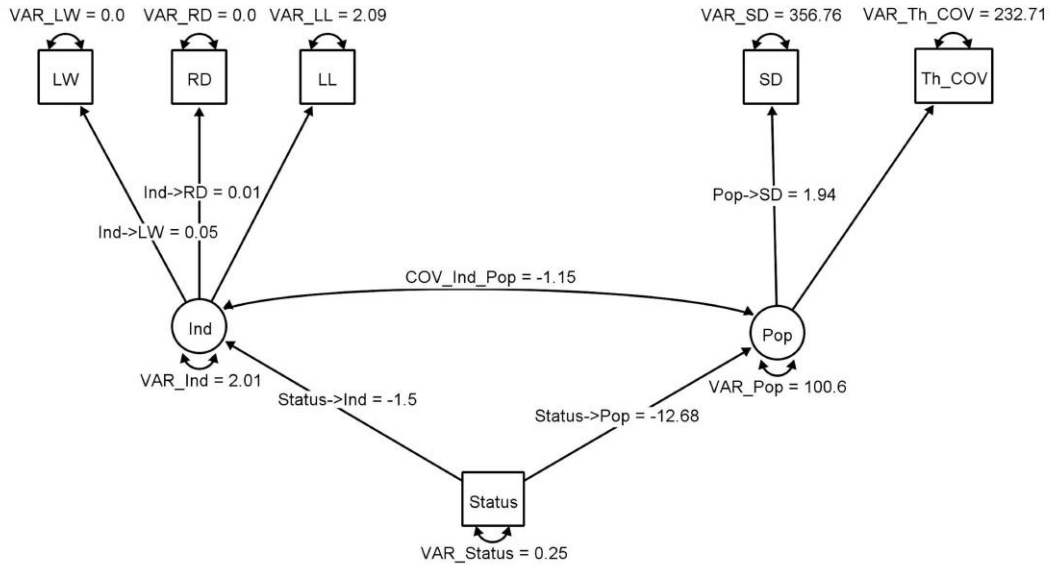 VAR_LW = 0.0
VAR_RD = 0.0
VAR_LL = 2.09
VAR_SD = 356.76
VAR_Th_COV = 232.71
LW
RD
LL
SD
Th_COV
Ind->RD = 0.01
Pop->SD = 1.94
Ind->LW = 0.05
COV_Ind_Pop = -1.15
Ind
Pop
VAR_Ind = 2.01
VAR_Pop = 100.6
Status->Ind = -1.5
Status->Pop = -12.68
Status
VAR_Status = 0.25